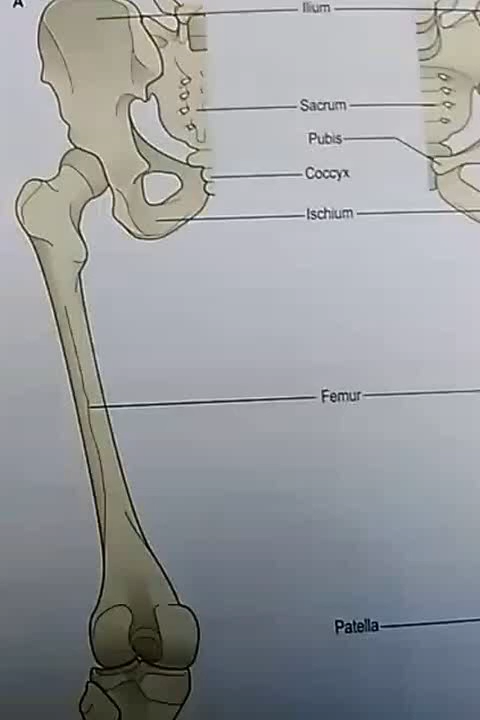 A
Ilium
Sacrum
Pubis
Coccyx
Ischium
Femur
Patella